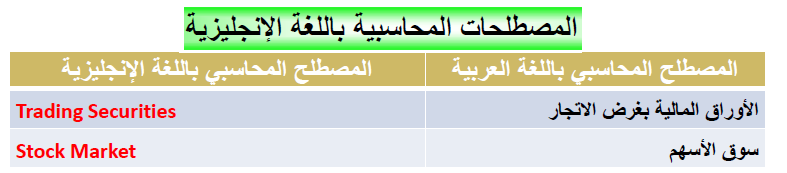 المصطلحات المحاسبية باللغة الإنجليزية
المصطلح المحاسبي باللغة العربية المصطلح المحاسبي باللغة الإنجليزية
الأوراق المالية بغرض الاتجار Trading Securities
سوق الأسهم Stock Market